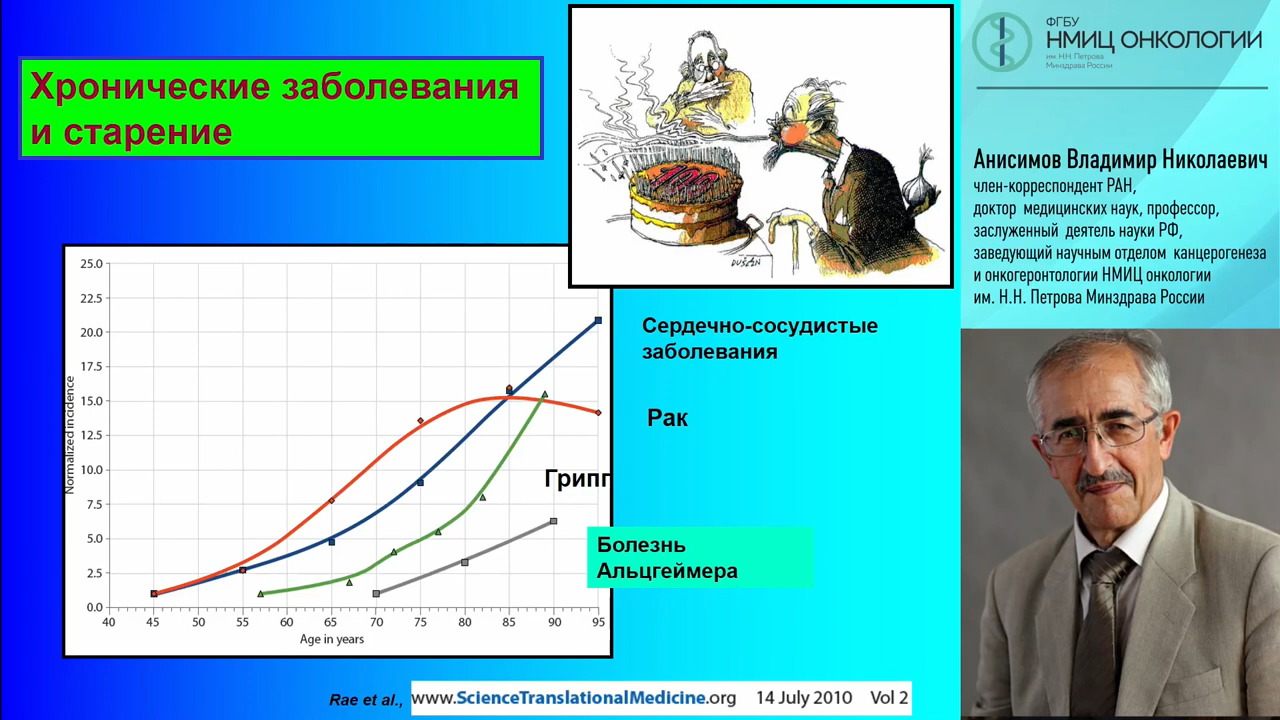 Хронические заболевания
и старение
100
DUŠAN
25.0
22.5
20.0
17.5
15.0
12.5
10.0
7.5
5.0
2.5
0.0
Normalized incidence
40 45 50 55 60 65 70 75 80 85 90 95
Age in years
Сердечно-сосудистые
заболевания
Рак
Грипп
Болезнь
Альцгеймера
Rae et al., www.ScienceTranslationalMedicine.org 14 July 2010 Vol 2
ФГБУ
НМИЦ ОНКОЛОГИИ
им. Н.Н. Петрова
Минздрава России
Анисимов Владимир Николаевич
член-корреспондент РАН,
доктор медицинских наук, профессор,
заслуженный деятель науки РФ,
заведующий научным отделом канцерогенеза
и онкогеронтологии НМИЦ онкологии
им. Н.Н. Петрова Минздрава России